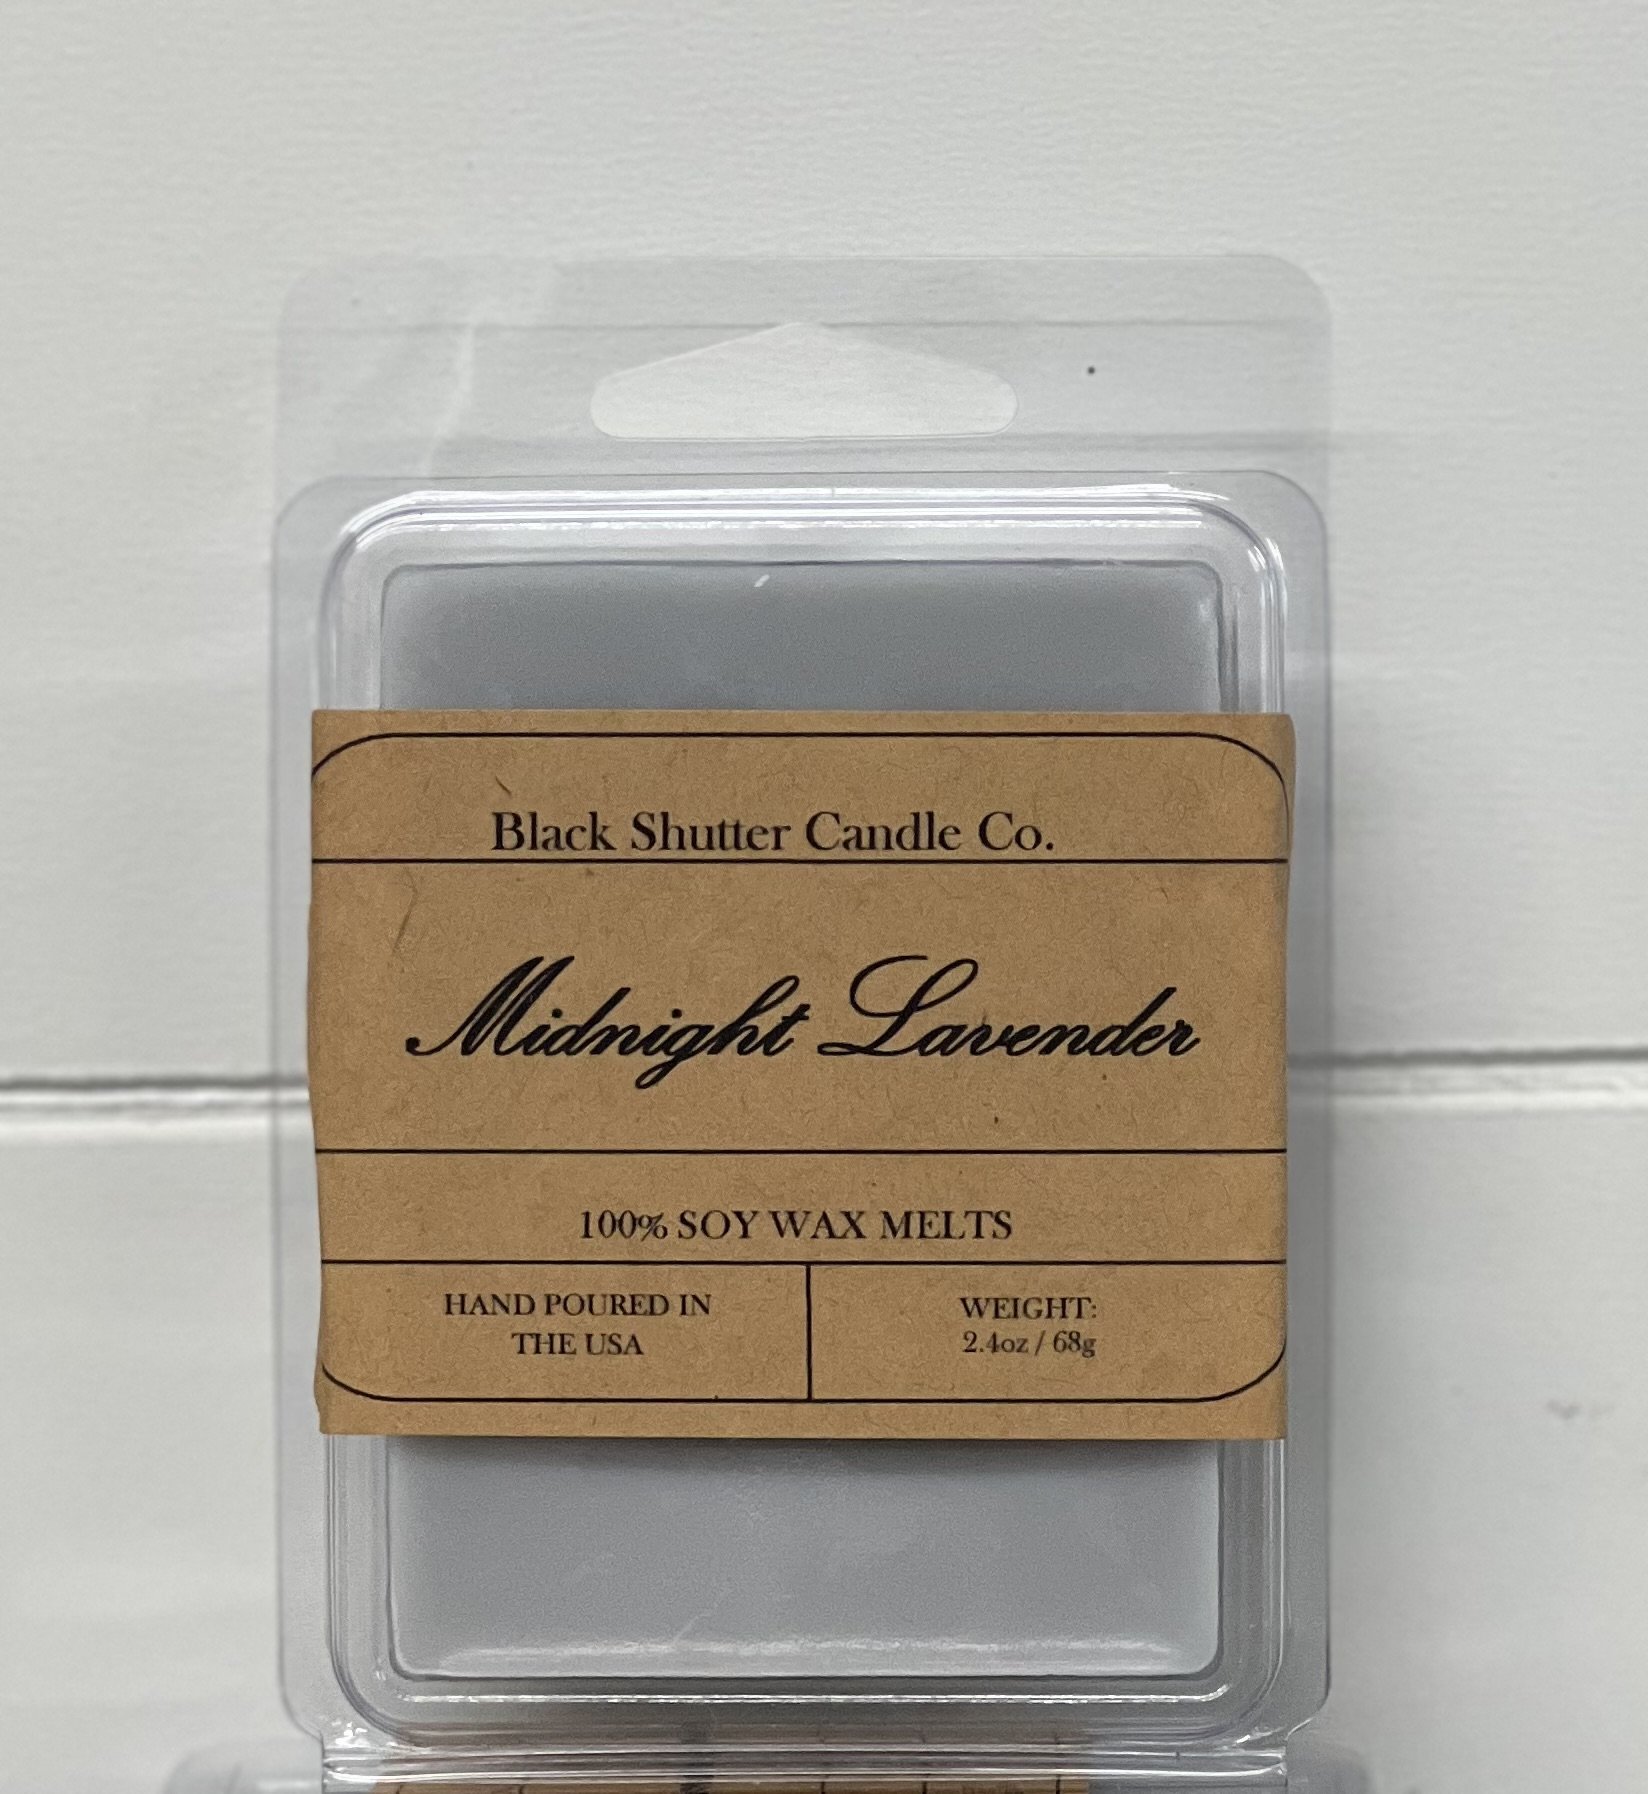 Black Shutter Candle Co.
Midnight Lavender
100% SOY WAX MELTS
HAND POURED IN
THE USA
WEIGHT:
2.4oz / 68g